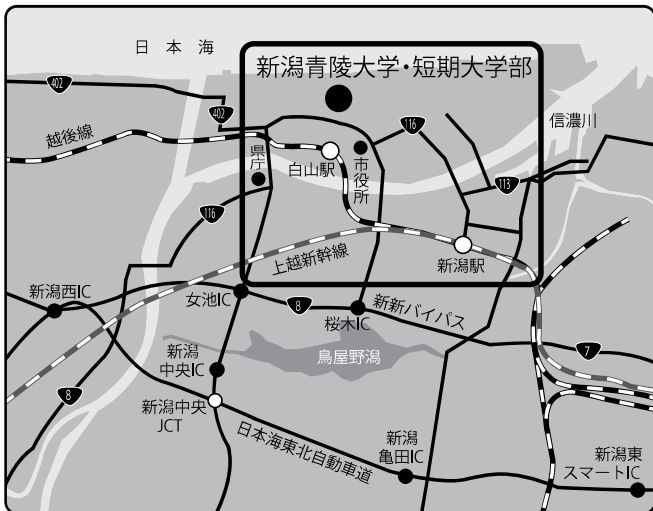 日本海
新潟青陵大学・短期大学部
402
402
116
信濃川
越後線
県庁
白山駅
市役所
113
116
上越新幹線
新潟駅
新潟西IC
女池IC
8
桜木IC
新新バイパス
鳥屋野潟
7
新潟
中央IC
8
新潟中央
JCT
日本海東北自動車道
新潟
亀田IC
新潟東
スマートIC